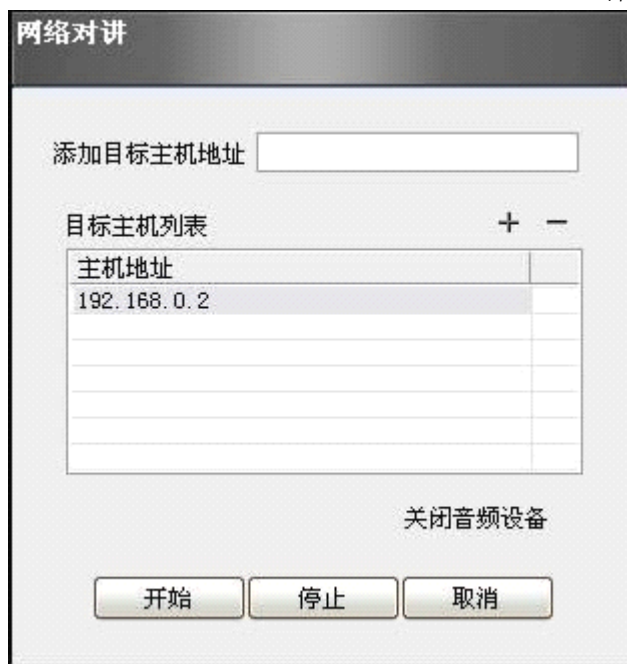 网络对讲
添加目标主机地址
目标主机列表 + −
主机地址
192.168.0.2
关闭音频设备
开始 停止 取消